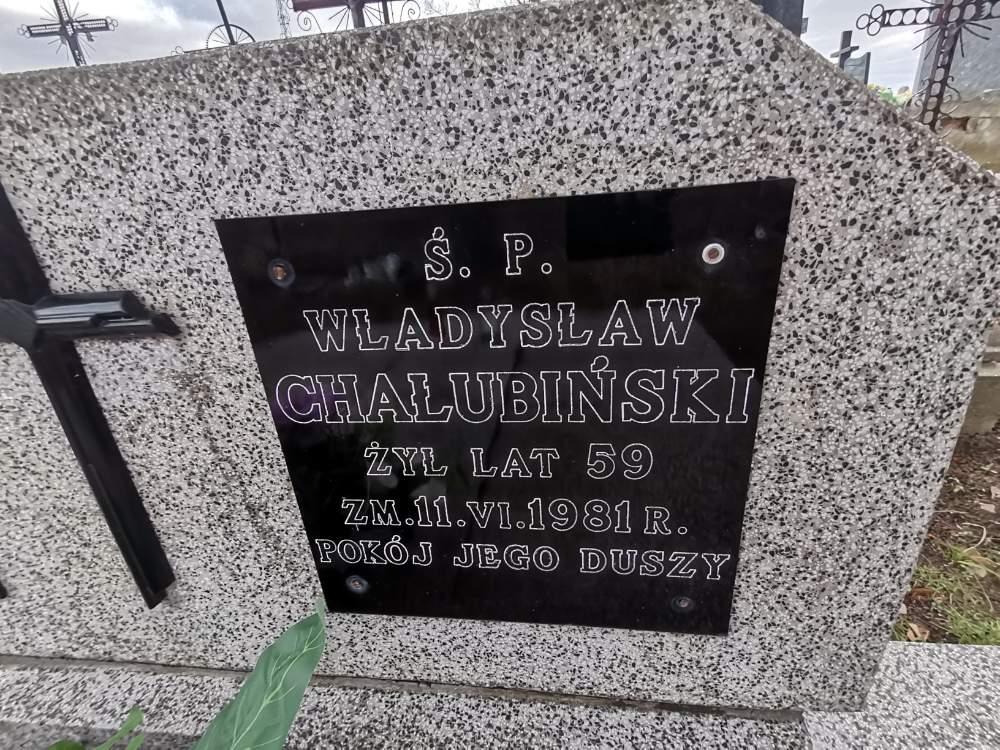 Ś. P.
WŁADYSŁAW
CHAŁUBIŃSKI
ŻYŁ LAT 59
ZM.11.VI.1981 R.
POKÓJ JEGO DUSZY